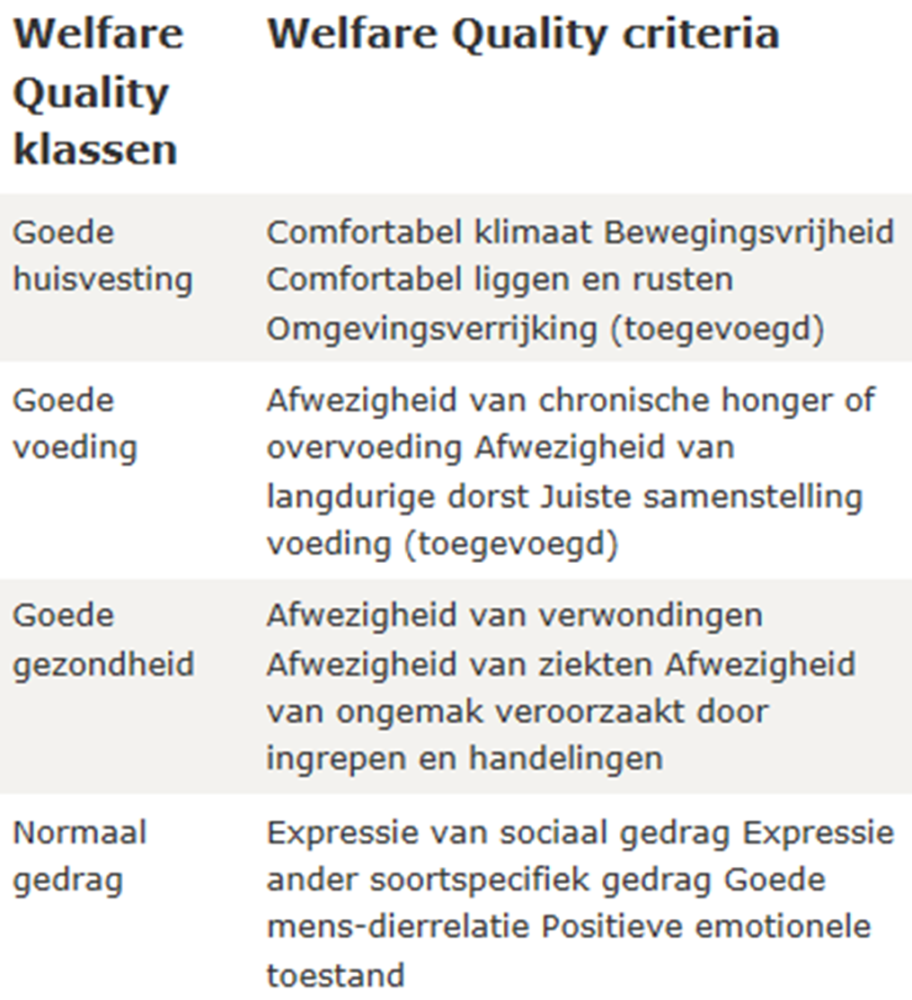 Welfare Quality klassen
Welfare Quality criteria
Goede huisvesting
Comfortabel klimaat Bewegingsvrijheid
Comfortabel liggen en rusten
Omgevingsverrijking (toegevoegd)
Goede voeding
Afwezigheid van chronische honger of
overvoeding Afwezigheid van
langdurige dorst Juiste samenstelling
voeding (toegevoegd)
Goede gezondheid
Afwezigheid van verwondingen
Afwezigheid van ziekten Afwezigheid
van ongemak veroorzaakt door
ingrepen en handelingen
Normaal gedrag
Expressie van sociaal gedrag Expressie
ander soortspecifiek gedrag Goede
mens-dierrelatie Positieve emotionele
toestand